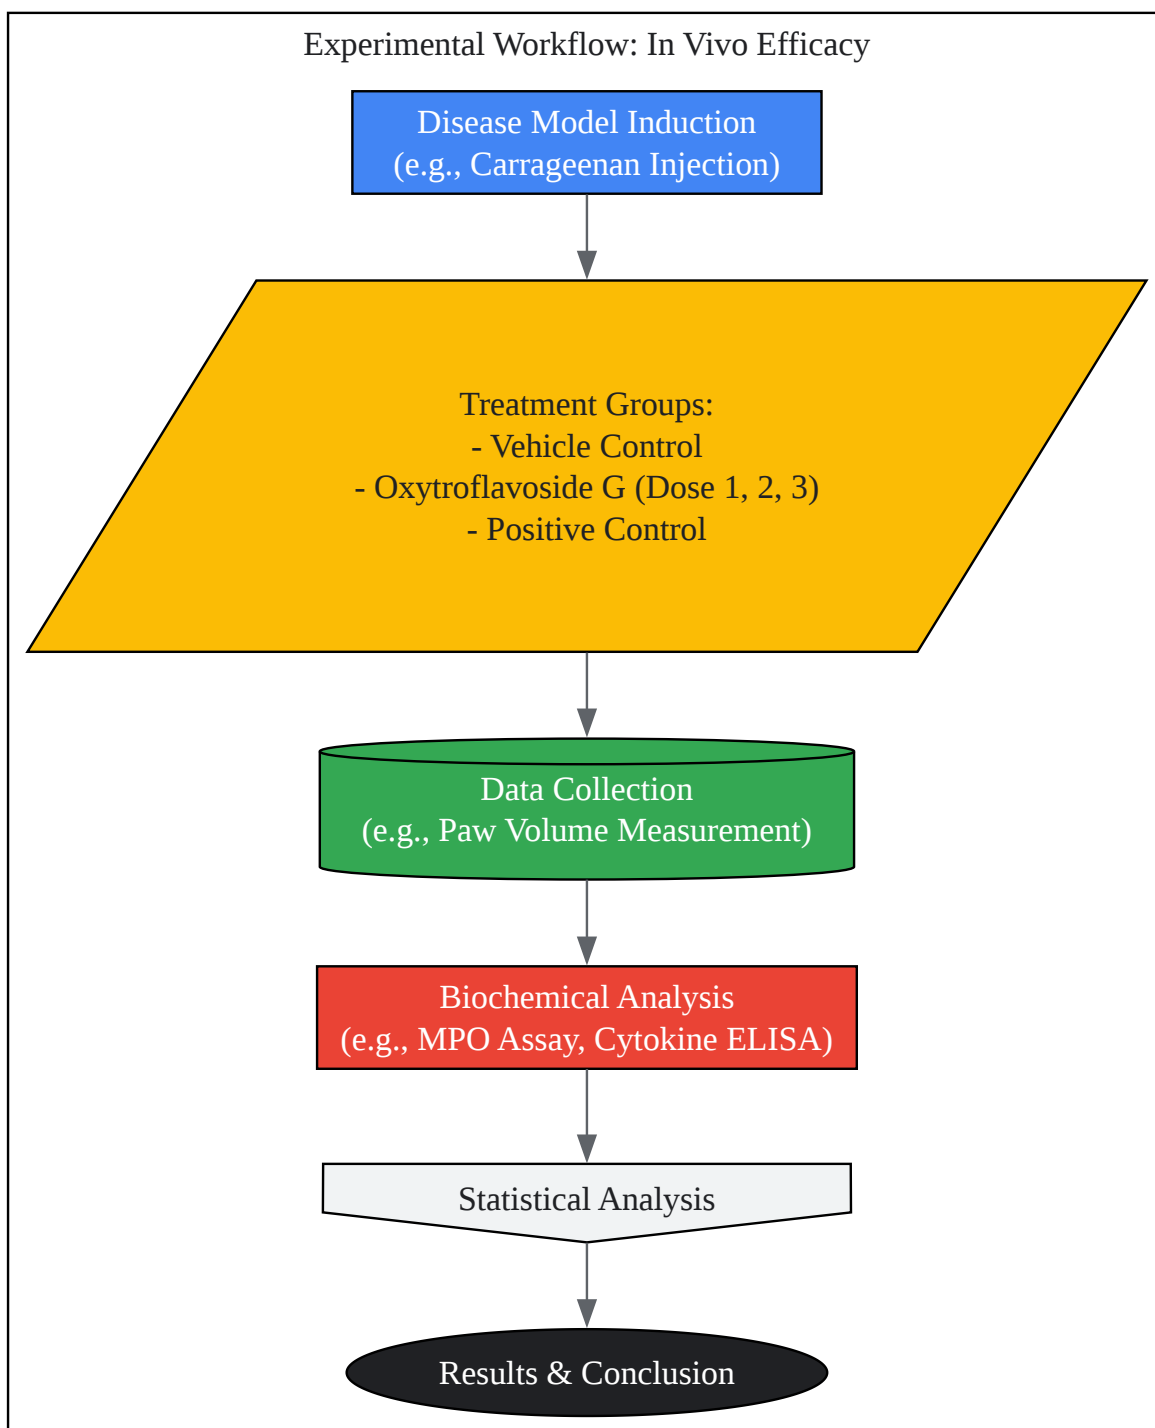 Experimental Workflow: In Vivo Efficacy
Disease Model Induction
(e.g., Carrageenan Injection)
Treatment Groups:
- Vehicle Control
- Oxytroflavoside G (Dose 1, 2, 3)
- Positive Control
Data Collection
(e.g., Paw Volume Measurement)
Biochemical Analysis
(e.g., MPO Assay, Cytokine ELISA)
Statistical Analysis
Results & Conclusion